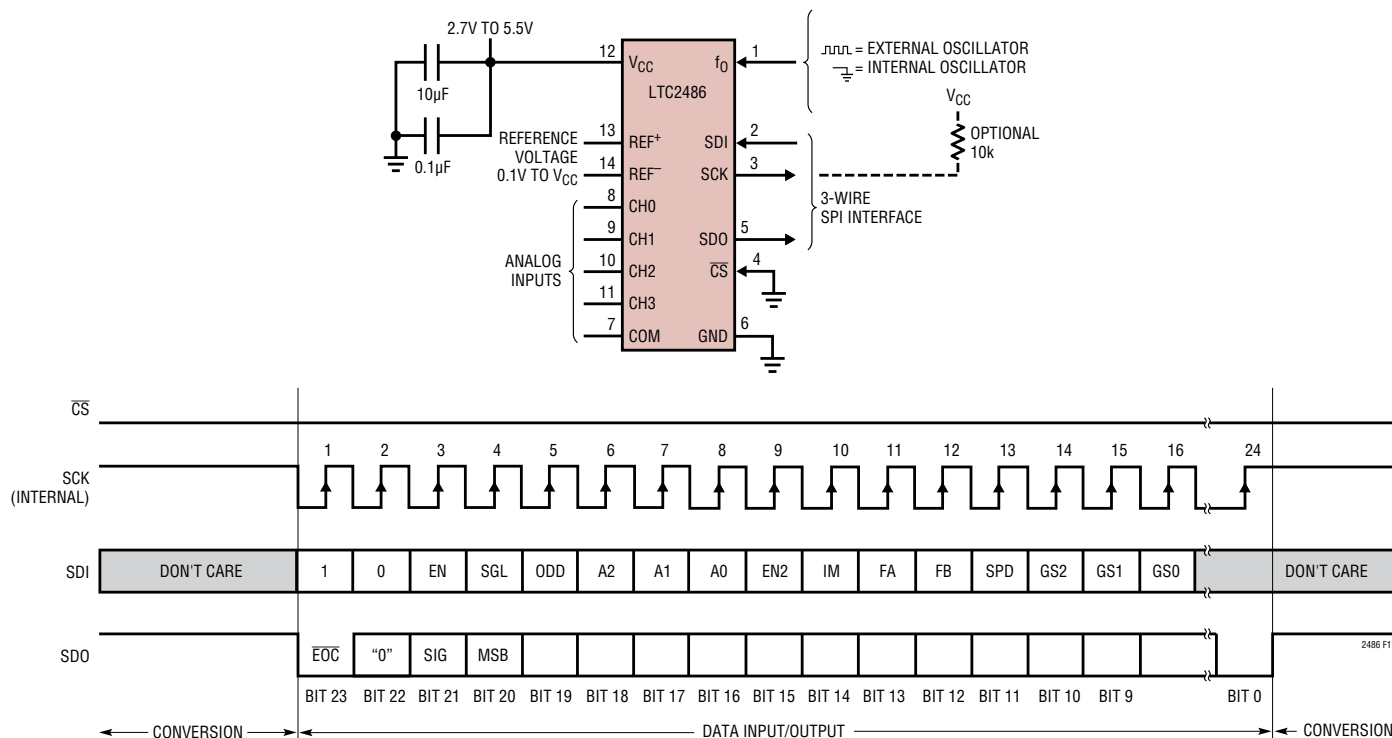 2.7V TO 5.5V
10µF
0.1µF
REFERENCE
VOLTAGE
0.1V TO VCC
ANALOG
INPUTS
12
13
14
8
9
10
11
7
VCC
REF+
REF–
CH0
CH1
CH2
CH3
COM
LTC2486
fO
SDI
SCK
SDO
CS
GND
1
2
3
5
4
6
= EXTERNAL OSCILLATOR
= INTERNAL OSCILLATOR
VCC
OPTIONAL
10k
3-WIRE
SPI INTERFACE
CS
1 2 3 4 5 6 7 8 9 10 11 12 13 14 15 16 24
SCK
(INTERNAL)
SDI DON'T CARE 1 0 EN SGL ODD A2 A1 A0 EN2 IM FA FB SPD GS2 GS1 GS0 DON'T CARE
SDO EOC "0" SIG MSB
2486 F1
BIT 23 BIT 22 BIT 21 BIT 20 BIT 19 BIT 18 BIT 17 BIT 16 BIT 15 BIT 14 BIT 13 BIT 12 BIT 11 BIT 10 BIT 9 BIT 0
CONVERSION DATA INPUT/OUTPUT CONVERSION